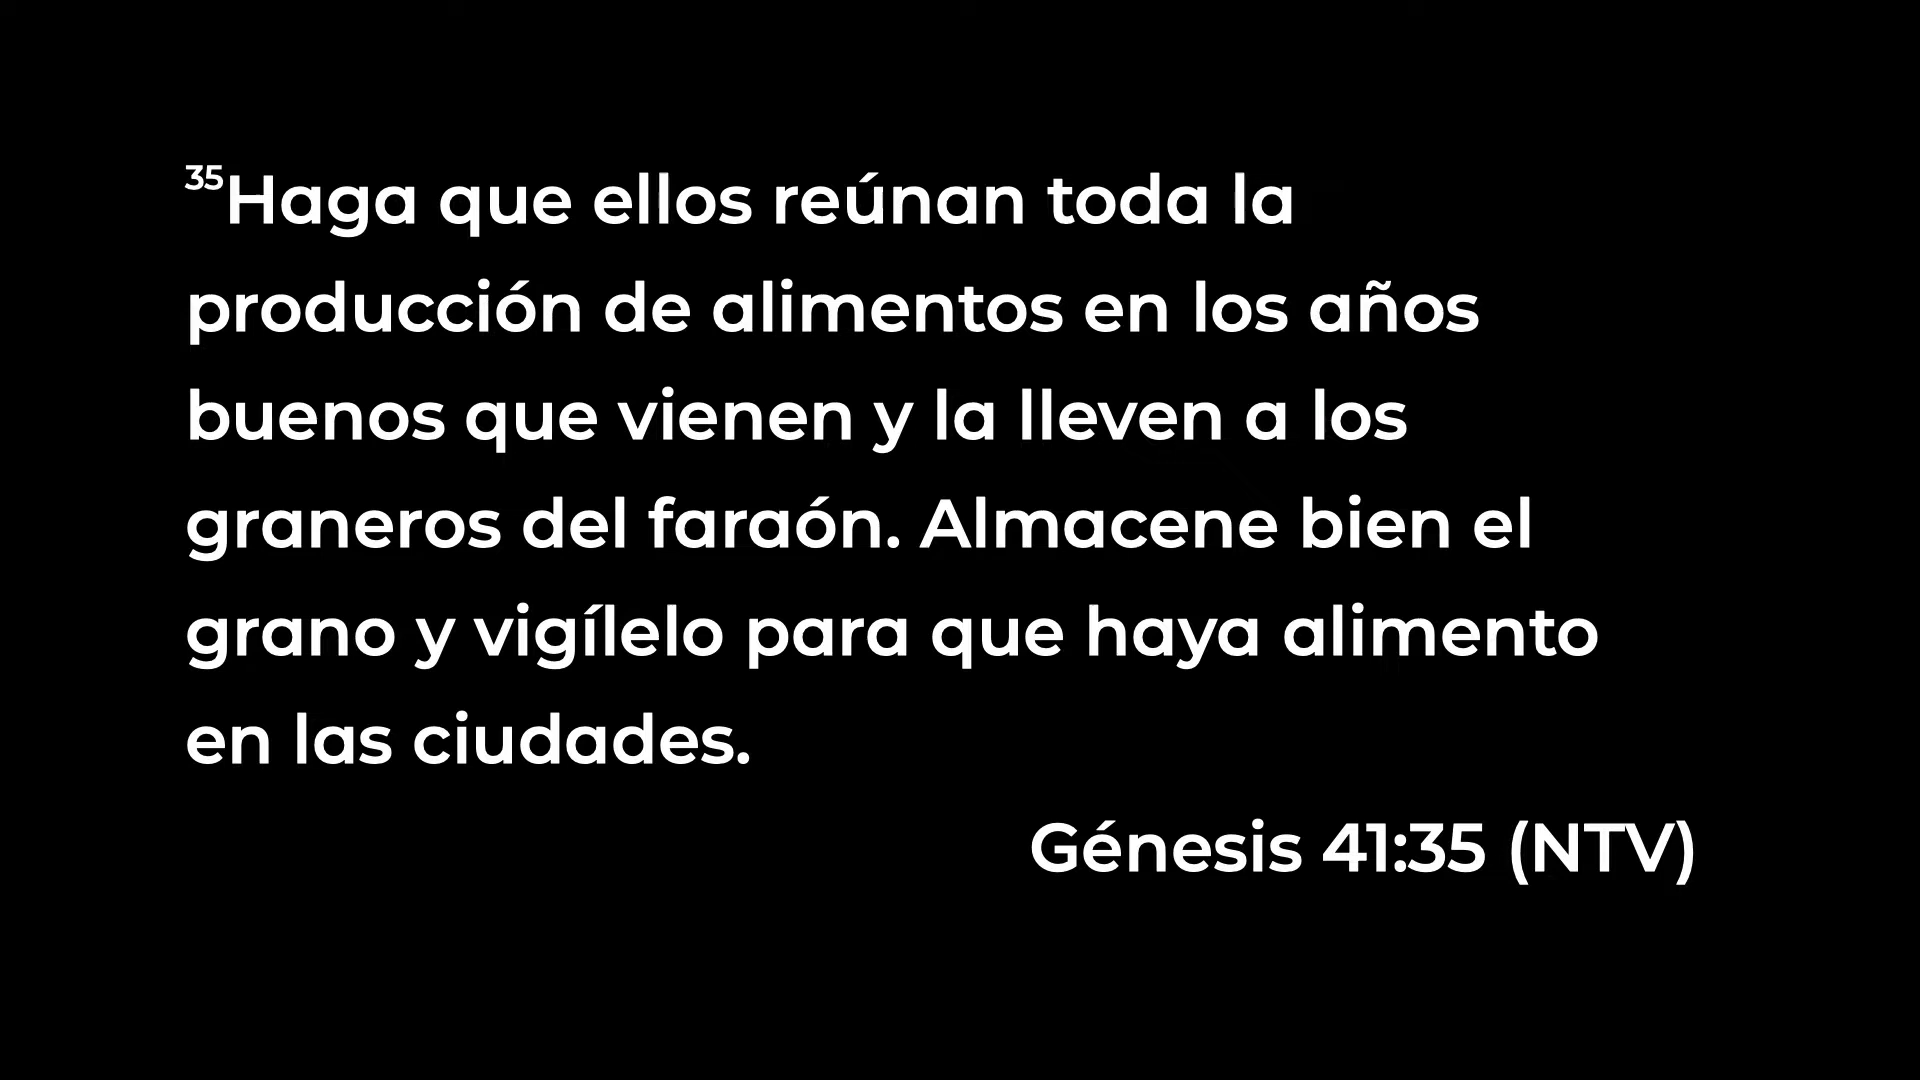 35Haga que ellos reúnan toda la
producción de alimentos en los años
buenos que vienen y la lleven a los
graneros del faraón. Almacene bien el
grano y vigílelo para que haya alimento
en las ciudades.
Génesis 41:35 (NTV)